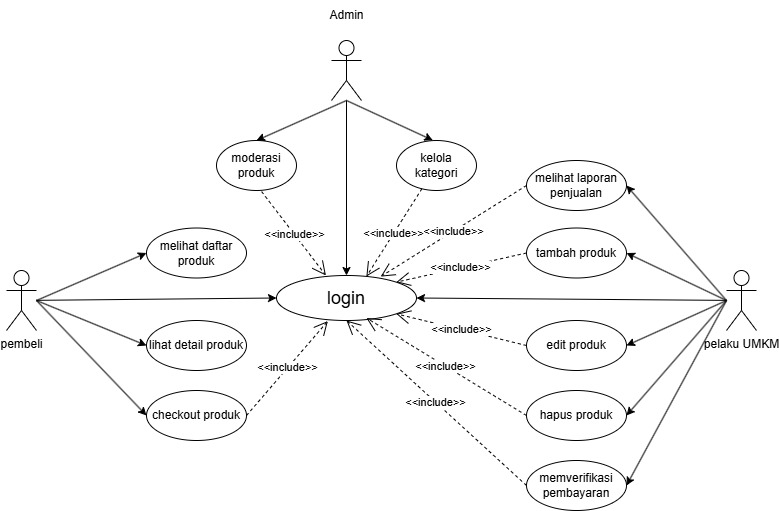 Admin
moderasi
produk
kelola
kategori
melihat laporan
penjualan
<<include>>
<<include>>
<<include>>
melihat daftar
produk
tambah produk
<<include>>
login
pembeli
lihat detail produk
<<include>>
edit produk
pelaku UMKM
<<include>>
<<include>>
<<include>>
checkout produk
hapus produk
memverifikasi
pembayaran